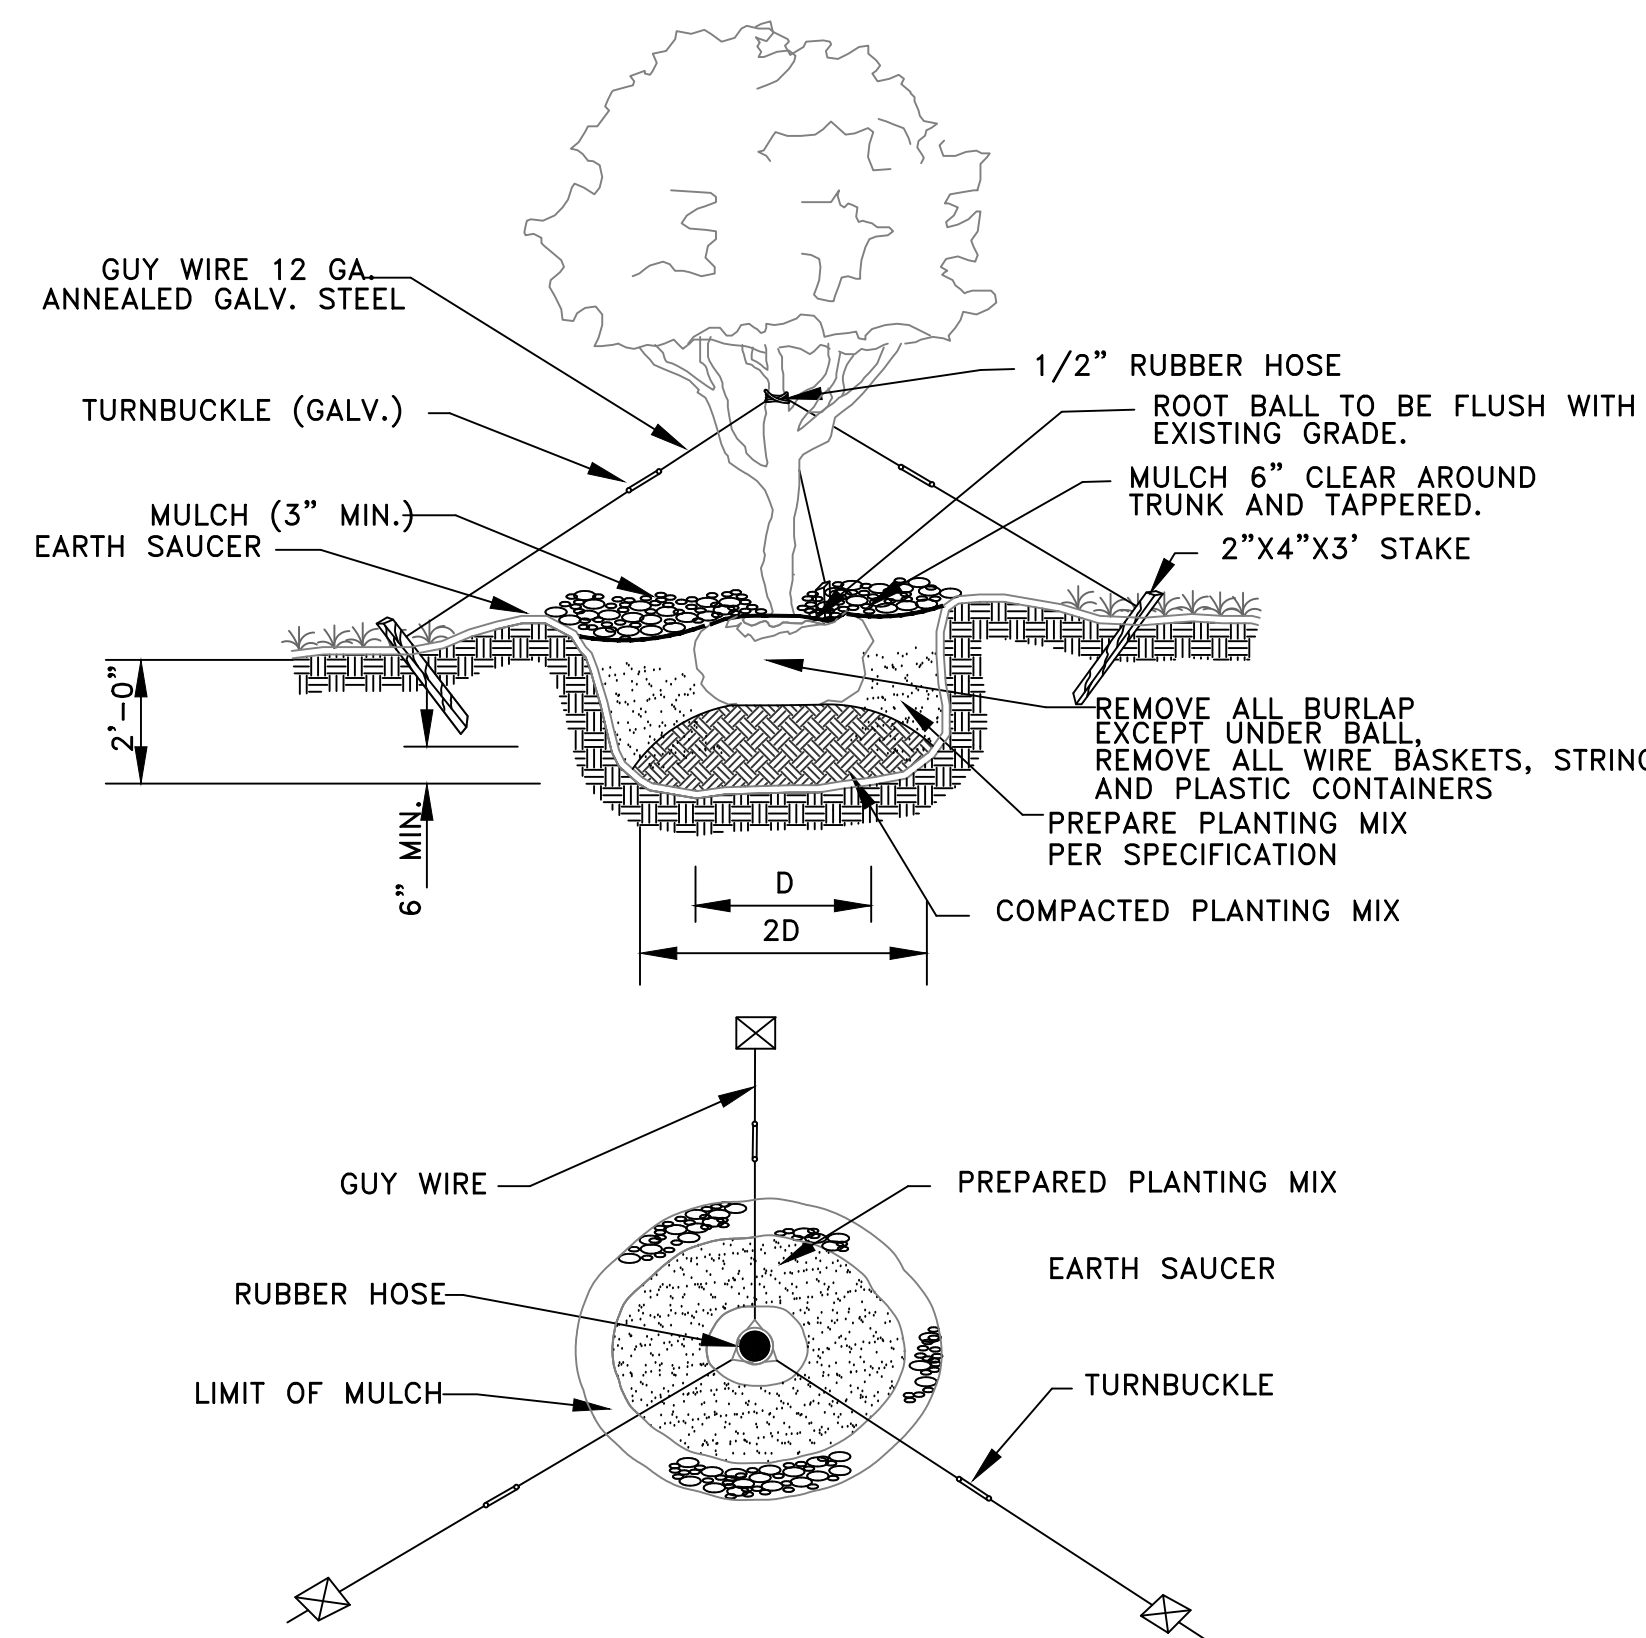 GUY WIRE 12 GA.
ANNEALED GALV. STEEL
1/2" RUBBER HOSE
TURNBUCKLE (GALV.)
ROOT BALL TO BE FLUSH WITH
EXISTING GRADE.
MULCH 6" CLEAR AROUND
TRUNK AND TAPPERED.
MULCH (3" MIN.)
EARTH SAUCER
2"X4"X3' STAKE
2'-0"
6" MIN.
REMOVE ALL BURLAP
EXCEPT UNDER BALL,
REMOVE ALL WIRE BASKETS, STRING
AND PLASTIC CONTAINERS
PREPARE PLANTING MIX
PER SPECIFICATION
COMPACTED PLANTING MIX
D
2D
GUY WIRE
PREPARED PLANTING MIX
EARTH SAUCER
RUBBER HOSE
LIMIT OF MULCH
TURNBUCKLE